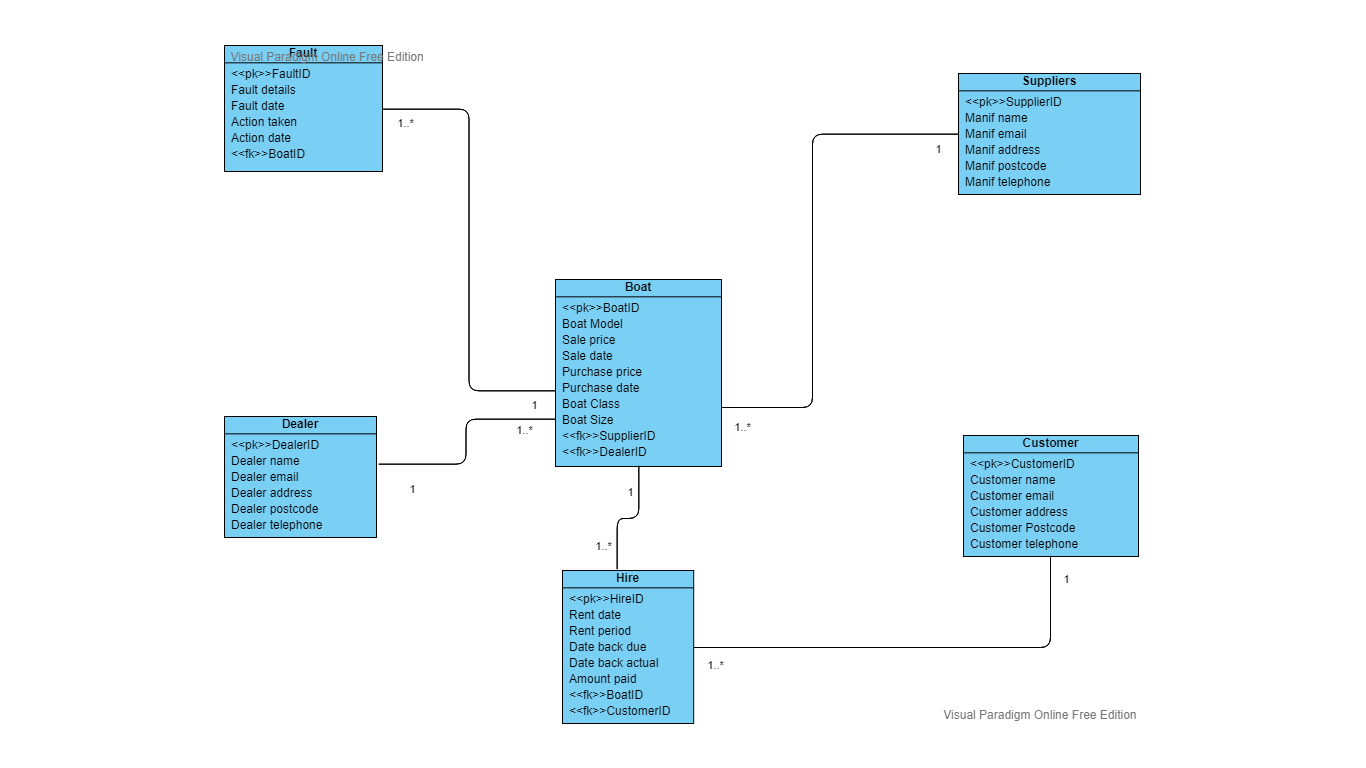 Fault
Visual Paradigm Online Free Edition
<<pk>>FaultID
Fault details
Fault date
Action taken
Action date
<<fk>>BoatID
1..*
Suppliers
<<pk>>SupplierID
Manif name
Manif email
Manif address
Manif postcode
Manif telephone
1
Boat
<<pk>>BoatID
Boat Model
Sale price
Sale date
Purchase price
Purchase date
Boat Class
Boat Size
<<fk>>SupplierID
<<fk>>DealerID
1
1..*
1..*
1
1..*
Dealer
<<pk>>DealerID
Dealer name
Dealer email
Dealer address
Dealer postcode
Dealer telephone
1
Customer
<<pk>>CustomerID
Customer name
Customer email
Customer address
Customer Postcode
Customer telephone
1
Hire
<<pk>>HireID
Rent date
Rent period
Date back due
Date back actual
Amount paid
<<fk>>BoatID
<<fk>>CustomerID
1..*
Visual Paradigm Online Free Edition